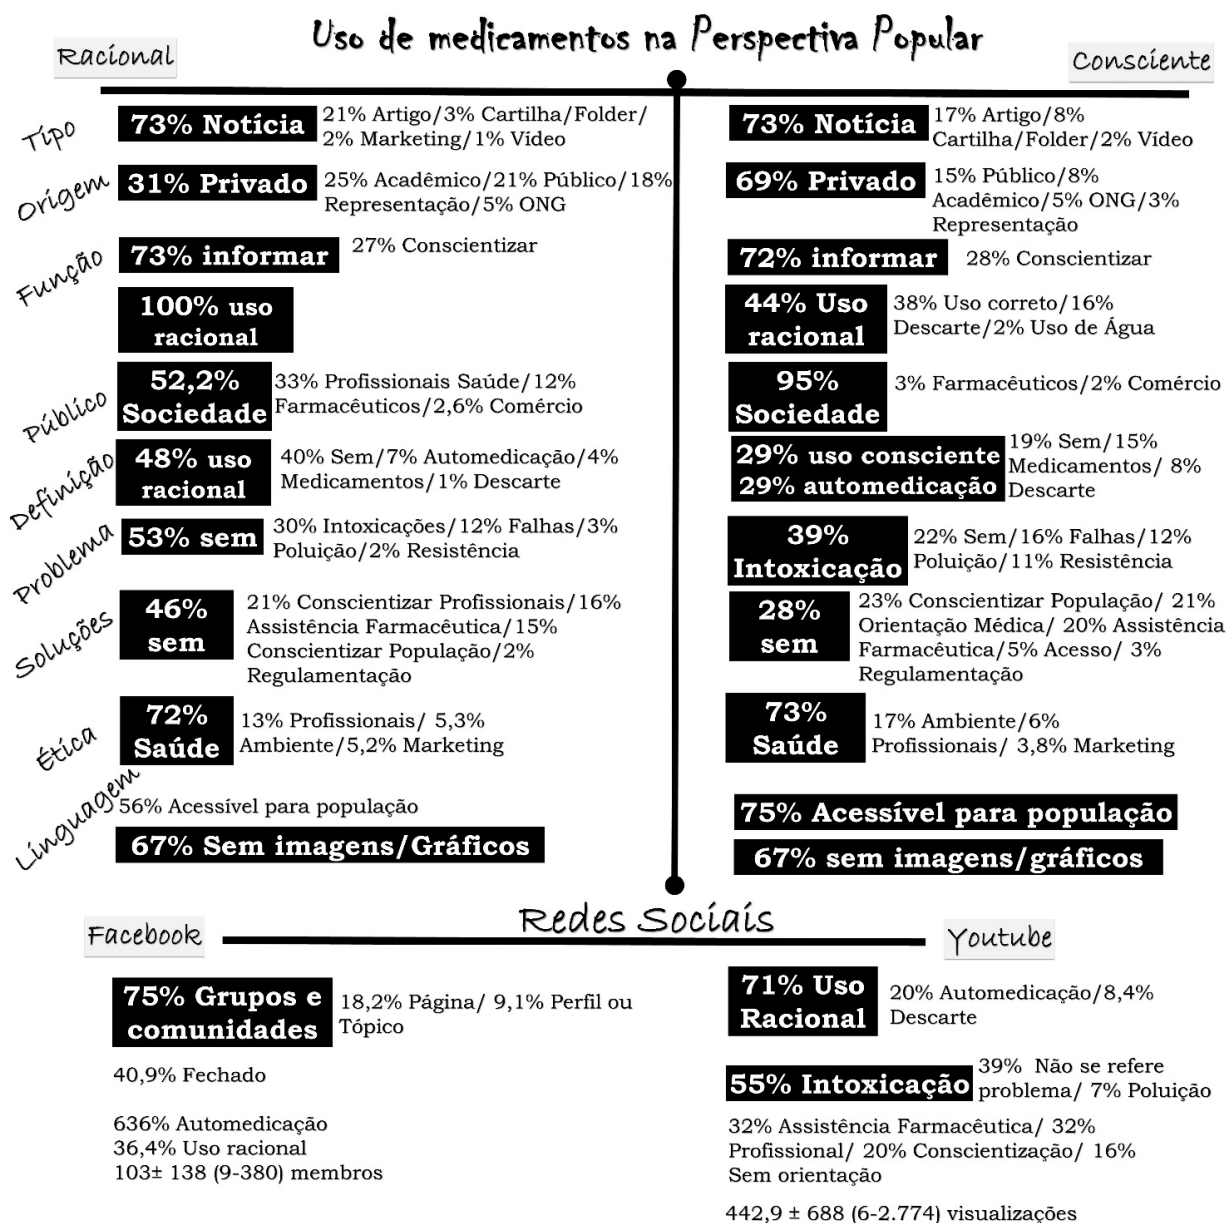 Uso de medicamentos na Perspectiva Popular
Racional
Consciente
Tipo
73% Notícia
21% Artigo/3% Cartilha/Folder/
2% Marketing/1% Vídeo
73% Notícia
17% Artigo/8%
Cartilha/Folder/2% Vídeo
Origem
31% Privado
25% Acadêmico/21% Público/18%
Representação/5% ONG
69% Privado
15% Público/8%
Acadêmico/5% ONG/3%
Representação
Função
73% informar
27% Conscientizar
72% informar
28% Conscientizar
100% uso
racional
44% Uso
racional
38% Uso correto/16%
Descarte/2% Uso de Água
Público
52,2%
Sociedade
33% Profissionais Saúde/12%
Farmacêuticos/2,6% Comércio
95%
Sociedade
3% Farmacêuticos/2% Comércio
Definição
48% uso
racional
40% Sem/7% Automedicação/4%
Medicamentos/1% Descarte
29% uso consciente
29% automedicação
19% Sem/15%
Medicamentos/ 8%
Descarte
Problema
53% sem
30% Intoxicações/12% Falhas/3%
Poluição/2% Resistência
39%
Intoxicação
22% Sem/16% Falhas/12%
Poluição/11% Resistência
Soluções
46%
sem
21% Conscientizar Profissionais/16%
Assistência Farmacêutica/15%
Conscientizar População/2%
Regulamentação
28%
sem
23% Conscientizar População/ 21%
Orientação Médica/ 20% Assistência
Farmacêutica/5% Acesso/ 3%
Regulamentação
Ética
72%
Saúde
13% Profissionais/ 5,3%
Ambiente/5,2% Marketing
73%
Saúde
17% Ambiente/6%
Profissionais/ 3,8% Marketing
Linguagem
56% Acessível para população
67% Sem imagens/Gráficos
75% Acessível para população
67% sem imagens/gráficos
Redes Sociais
Facebook
Youtube
75% Grupos e
comunidades
18,2% Página/ 9,1% Perfil ou
Tópico
40,9% Fechado
636% Automedicação
36,4% Uso racional
103± 138 (9-380) membros
71% Uso
Racional
20% Automedicação/8,4%
Descarte
55% Intoxicação
39% Não se refere
problema/ 7% Poluição
32% Assistência Farmacêutica/ 32%
Profissional/ 20% Conscientização/ 16%
Sem orientação
442,9 ± 688 (6-2.774) visualizações